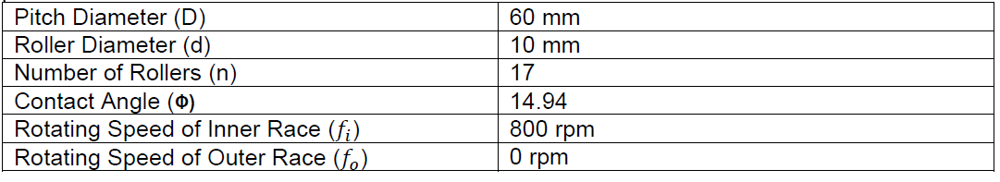 Pitch Diameter (D) 60 mm
Roller Diameter (d) 10 mm
Number of Rollers (n) 17
Contact Angle (Φ) 14.94
Rotating Speed of Inner Race (fᵢ) 800 rpm
Rotating Speed of Outer Race (fₒ) 0 rpm